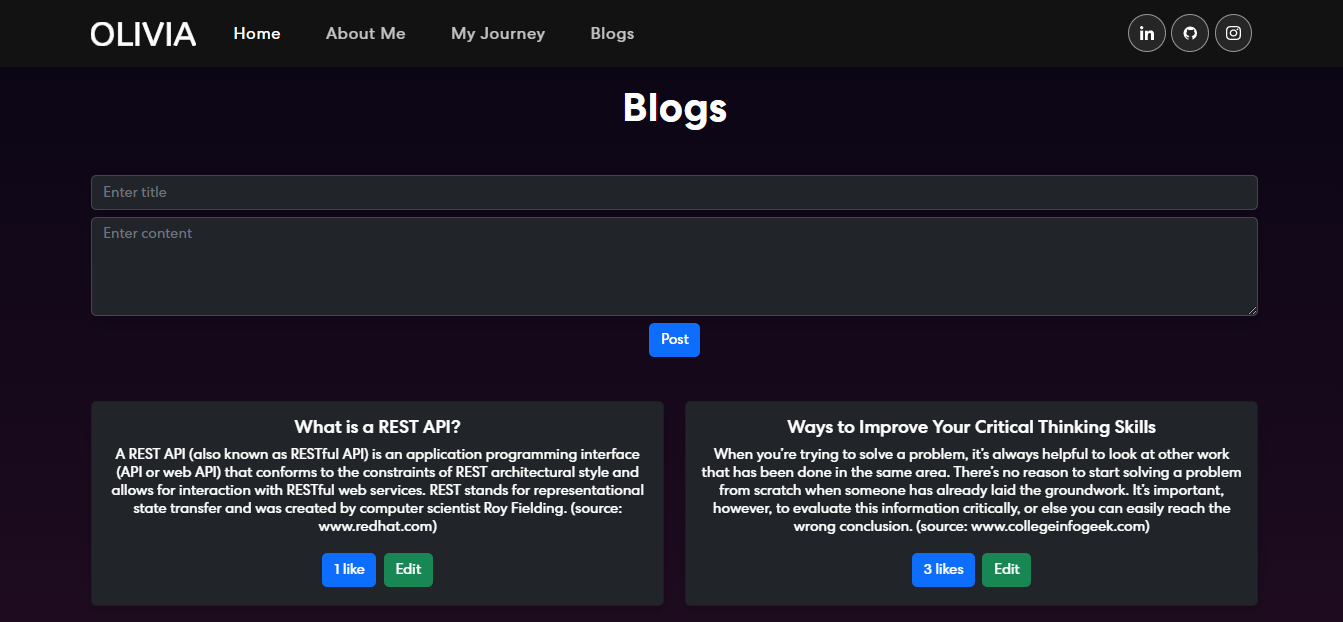 OLIVIA Home About Me My Journey Blogs in
Blogs
Enter title
Enter content
Post
What is a REST API?
A REST API (also known as RESTful API) is an application programming interface
(API or web API) that conforms to the constraints of REST architectural style and
allows for interaction with RESTful web services. REST stands for representational
state transfer and was created by computer scientist Roy Fielding. (source:
www.redhat.com)
1 like Edit
Ways to Improve Your Critical Thinking Skills
When you’re trying to solve a problem, it’s always helpful to look at other work
that has been done in the same area. There’s no reason to start solving a problem
from scratch when someone has already laid the groundwork. It’s important,
however, to evaluate this information critically, or else you can easily reach the
wrong conclusion. (source: www.collegeinfogeek.com)
3 likes Edit